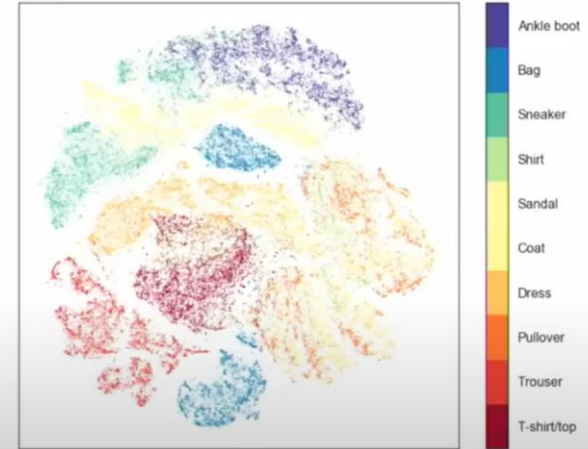 Ankle boot
Bag
Sneaker
Shirt
Sandal
Coat
Dress
Pullover
Trouser
T-shirt/top